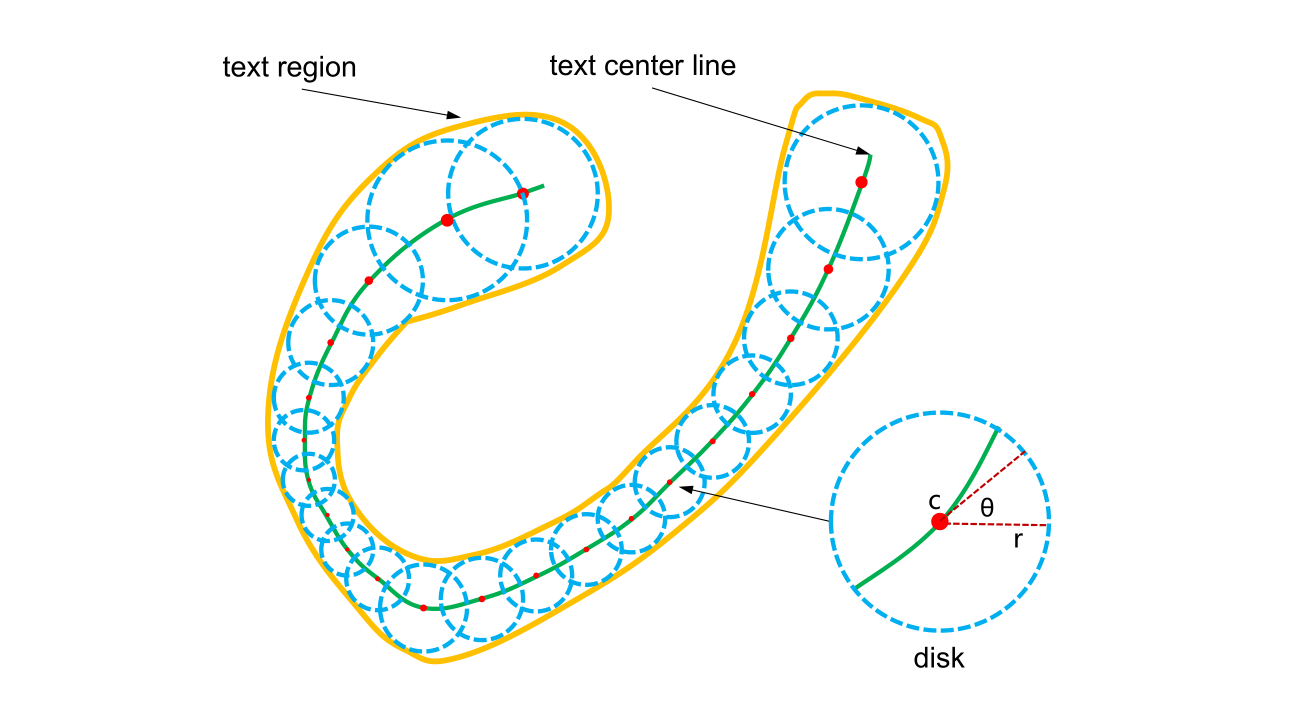 text region
text center line
c
θ
r
disk